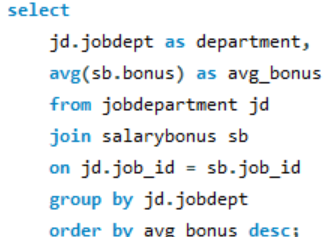 select
jd.jobdept as department,
avg(sb.bonus) as avg_bonus
from jobdepartment jd
join salarybonus sb
on jd.job_id = sb.job_id
group by jd.jobdept
order by avg_bonus desc;